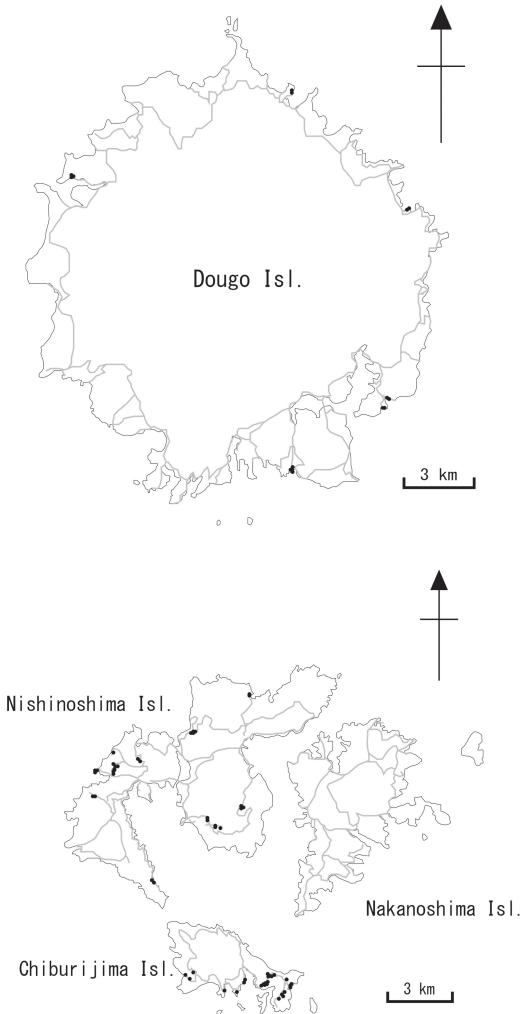 Dougo Isl.
3 km
Nishinoshima Isl.
Nakanoshima Isl.
Chiburijima Isl.
3 km